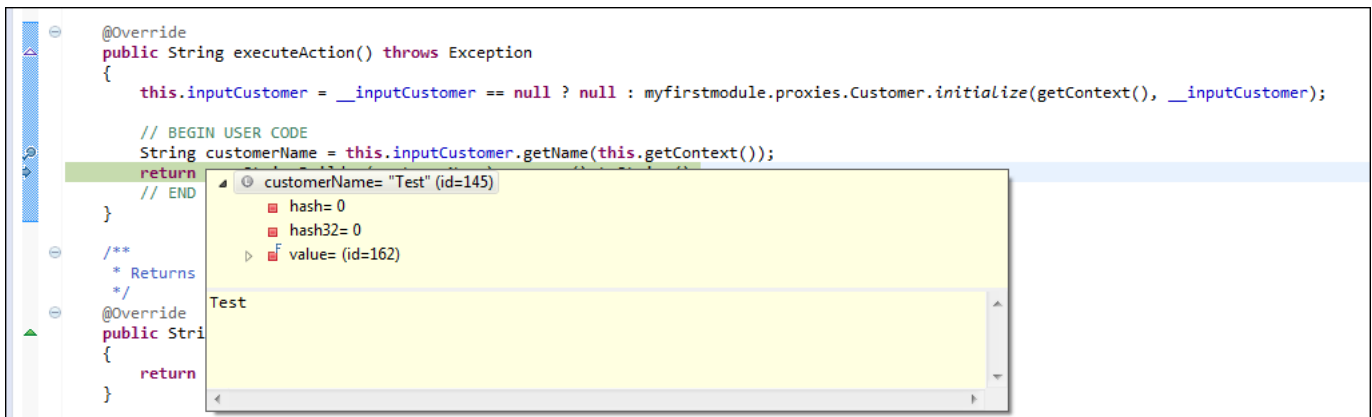 @Override
public String executeAction() throws Exception
{
this.inputCustomer = __inputCustomer == null ? null : myfirstmodule.proxies.Customer.initialize(getContext(), __inputCustomer);
// BEGIN USER CODE
String customerName = this.inputCustomer.getName(this.getContext());
return
// END
}
customerName= "Test" (id=145)
hash= 0
hash32= 0
F value= (id=162)
Test
/**
* Returns
*/
@Override
public Stri
{
return
}